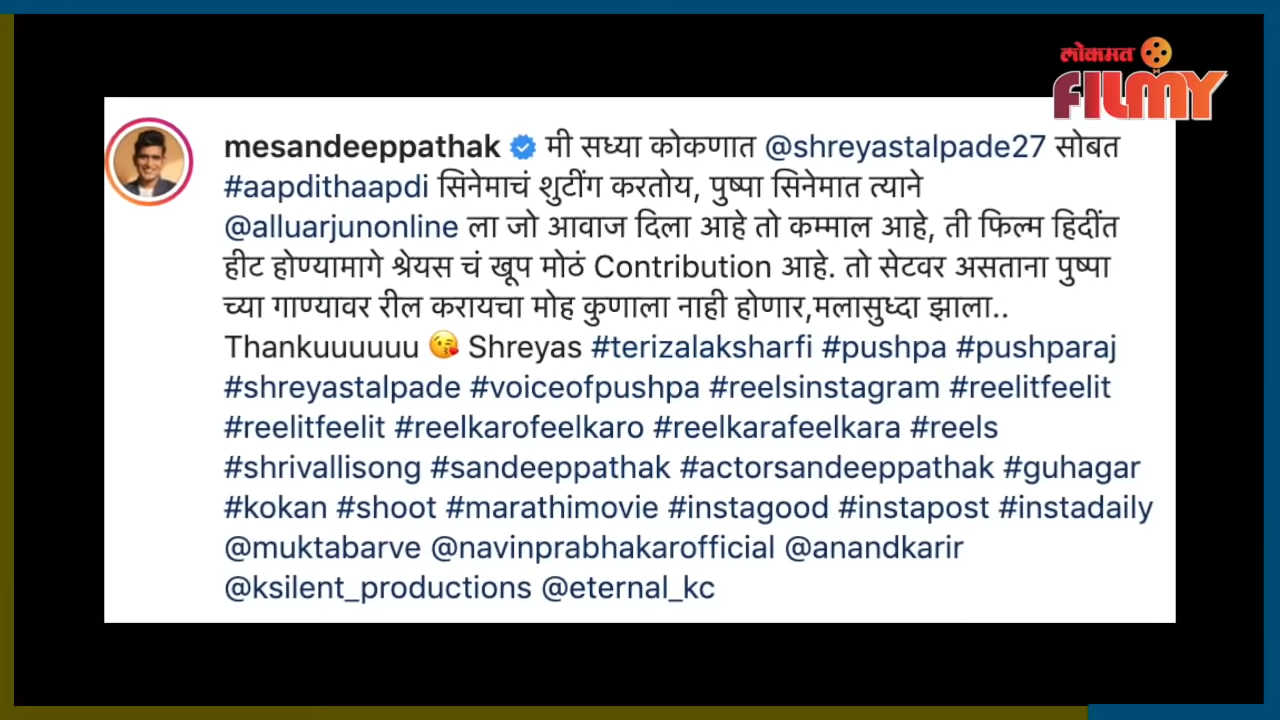 लोकमत
FILMY
mesandeeppathak मी सध्या कोकणात @shreyastalpade27 सोबत
#aapdithaapdi सिनेमाचं शुटींग करतोय, पुष्पा सिनेमात त्याने
@alluarjunonline ला जो आवाज दिला आहे तो कम्माल आहे, ती फिल्म हिदींत
हीट होण्यामागे श्रेयस चं खूप मोठं Contribution आहे. तो सेटवर असताना पुष्पा
च्या गाण्यावर रील करायचा मोह कुणाला नाही होणार,मलासुध्दा झाला..
Thankuuuuuu 😘 Shreyas #terizalaksharfi #pushpa #pushparaj
#shreyastalpade #voiceofpushpa #reelsinstagram #reelitfeelit
#reelitfeelit #reelkarofeelkaro #reelkarafeelkara #reels
#shrivallisong #sandeeppathak #actorsandeeppathak #guhagar
#kokan #shoot #marathimovie #instagood #instapost #instadaily
@muktabarve @navinprabhakarofficial @anandkarir
@ksilent_productions @eternal_kc